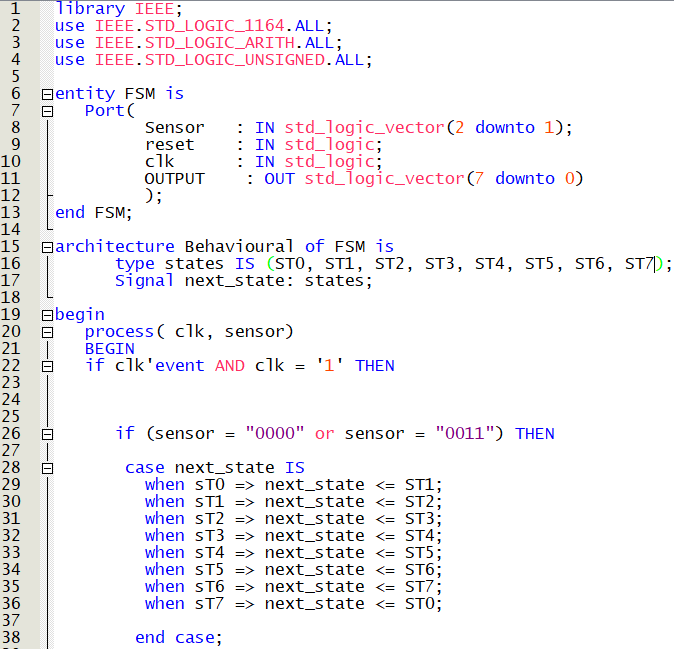 1 library IEEE;
2 use IEEE.STD_LOGIC_1164.ALL;
3 use IEEE.STD_LOGIC_ARITH.ALL;
4 use IEEE.STD_LOGIC_UNSIGNED.ALL;
5
6 entity FSM is
7 Port(
8 Sensor : IN std_logic_vector(2 downto 1);
9 reset : IN std_logic;
10 clk : IN std_logic;
11 OUTPUT : OUT std_logic_vector(7 downto 0)
12 );
13 end FSM;
14
15 architecture Behavioural of FSM is
16 type states IS (ST0, ST1, ST2, ST3, ST4, ST5, ST6, ST7);
17 Signal next_state: states;
18
19 begin
20 process( clk, sensor)
21 BEGIN
22 if clk'event AND clk = '1' THEN
23
24
25
26 if (sensor = "0000" or sensor = "0011") THEN
27
28 case next_state IS
29 when sT0 => next_state <= ST1;
30 when sT1 => next_state <= ST2;
31 when sT2 => next_state <= ST3;
32 when sT3 => next_state <= ST4;
33 when sT4 => next_state <= ST5;
34 when sT5 => next_state <= ST6;
35 when sT6 => next_state <= ST7;
36 when sT7 => next_state <= ST0;
37
38 end case;